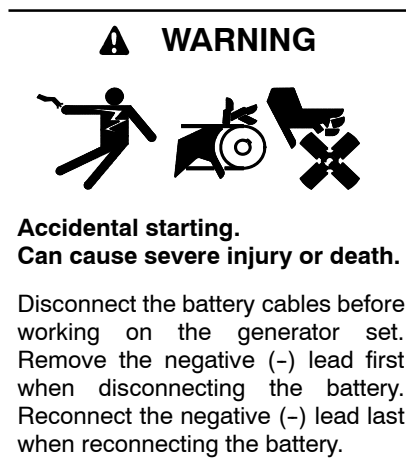 WARNING
Accidental starting.
Can cause severe injury or death.
Disconnect the battery cables before
working on the generator set.
Remove the negative (–) lead first
when disconnecting the battery.
Reconnect the negative (–) lead last
when reconnecting the battery.